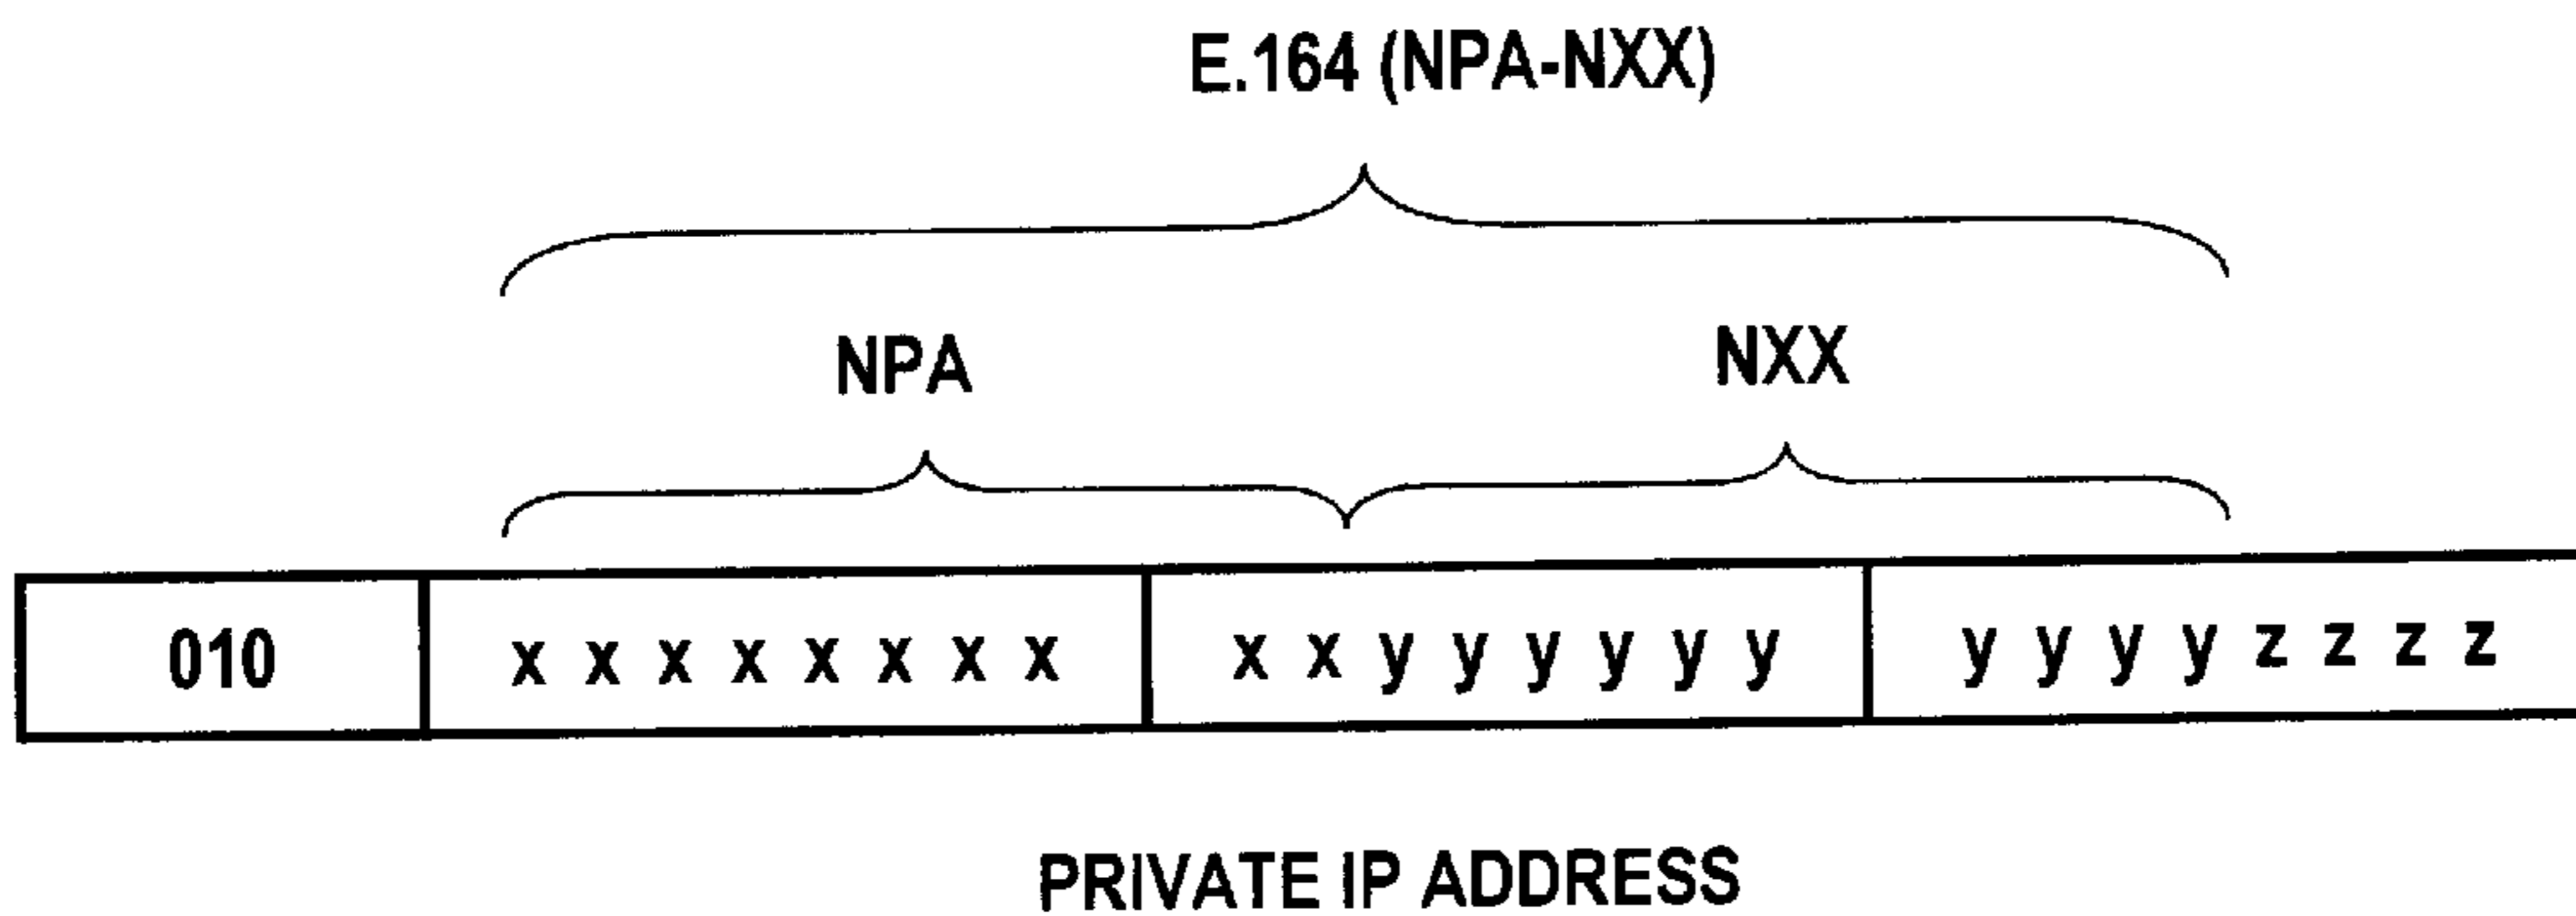 E.164 (NPA-NXX)
NPA NXX
010 x x x x x x x x x x y y y y y y y y y y z z z z
PRIVATE IP ADDRESS